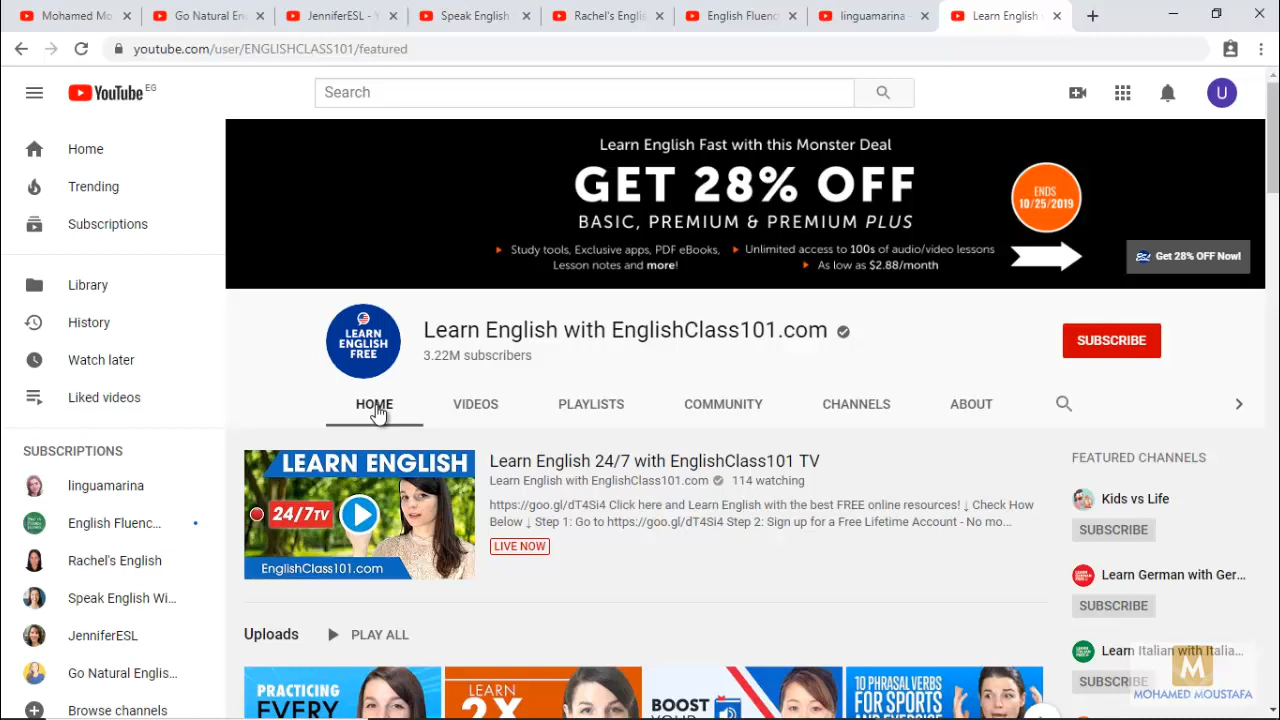 Mohamed Mo
Go Natural En
JenniferESL - Y
Speak English
Rachel's Englis
English Fluenc
linguamarina -
Learn English
youtube.com/user/ENGLISHCLASS101/featured
YouTube EG
Search
U
Home
Trending
Subscriptions
Library
History
Watch later
Liked videos
SUBSCRIPTIONS
linguamarina
English Fluenc...
Rachel's English
Speak English Wi...
JenniferESL
Go Natural Englis...
Browse channels
Learn English Fast with this Monster Deal
GET 28% OFF
BASIC, PREMIUM & PREMIUM PLUS
Study tools, Exclusive apps, PDF eBooks,
Lesson notes and more!
Unlimited access to 100s of audio/video lessons
As low as $2.88/month
ENDS
10/25/2019
Get 28% OFF Now!
LEARN
ENGLISH
FREE
Learn English with EnglishClass101.com
3.22M subscribers
SUBSCRIBE
HOME VIDEOS PLAYLISTS COMMUNITY CHANNELS ABOUT
LEARN ENGLISH
24/7 TV
EnglishClass101.com
Learn English 24/7 with EnglishClass101 TV
Learn English with EnglishClass101.com 114 watching
https://goo.gl/dT4Si4 Click here and Learn English with the best FREE online resources! ↓ Check How
Below ↓ Step 1: Go to https://goo.gl/dT4Si4 Step 2: Sign up for a Free Lifetime Account - No mo...
LIVE NOW
Uploads PLAY ALL
PRACTICING
EVERY
LEARN
2X
BOOST
YOUR
10 PHRASAL VERBS
FOR SPORTS
AND EXERCISE
FEATURED CHANNELS
Kids vs Life
SUBSCRIBE
Learn German with Ger...
SUBSCRIBE
Learn Italian with Italia...
SUBSCRIBE
M
MOHAMED MOUSTAFA